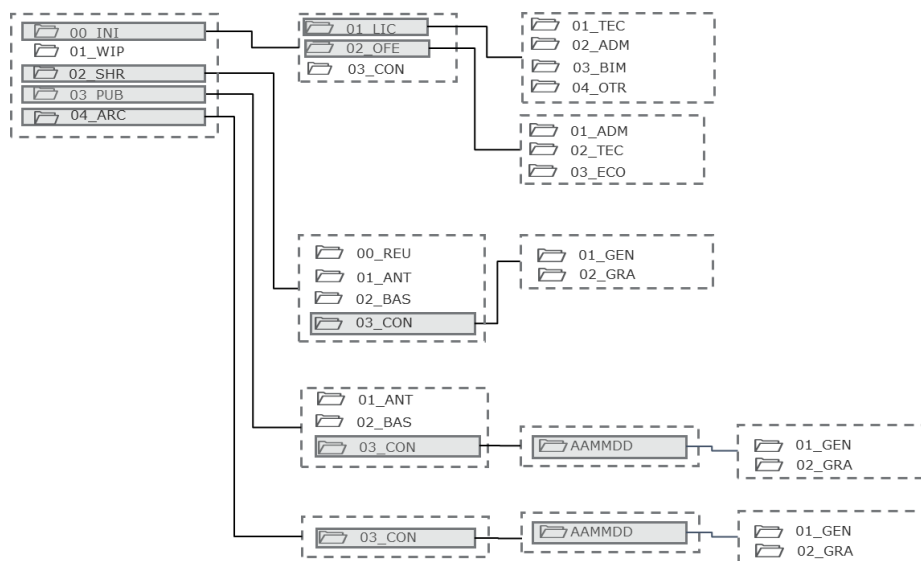 00_INI
01_WIP
02_SHR
03_PUB
04_ARC
01_LIC
02_OFE
03_CON
01_TEC
02_ADM
03_BIM
04_OTR
01_ADM
02_TEC
03_ECO
00_REU
01_ANT
02_BAS
03_CON
01_GEN
02_GRA
01_ANT
02_BAS
03_CON
AAMMDD
01_GEN
02_GRA
03_CON
AAMMDD
01_GEN
02_GRA